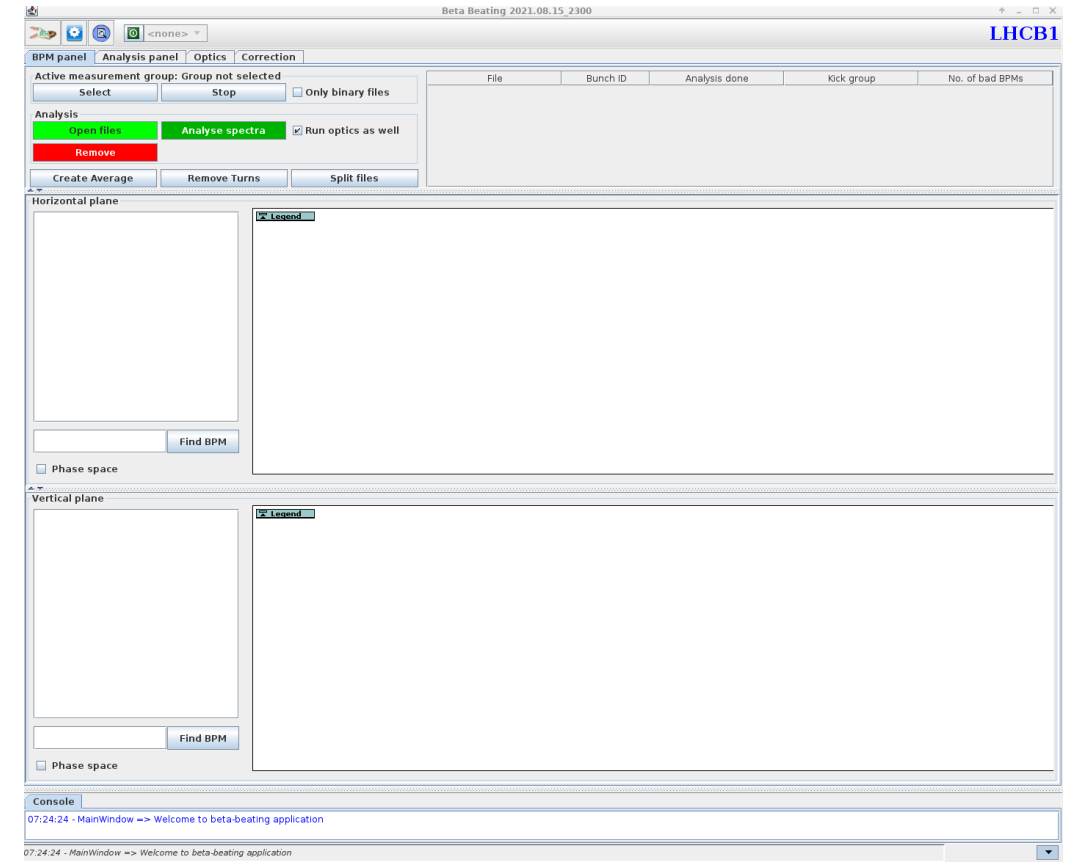 Beta Beating 2021.08.15_2300
<none>
LHCB1
BPM panel Analysis panel Optics Correction
Active measurement group: Group not selected
Select Stop Only binary files
Analysis
Open files Analyse spectra Run optics as well
Remove
Create Average Remove Turns Split files
File Bunch ID Analysis done Kick group No. of bad BPMs
Horizontal plane
Legend
Find BPM
Phase space
Vertical plane
Legend
Find BPM
Phase space
Console
07:24:24 - MainWindow => Welcome to beta-beating application
07:24:24 - MainWindow => Welcome to beta-beating application